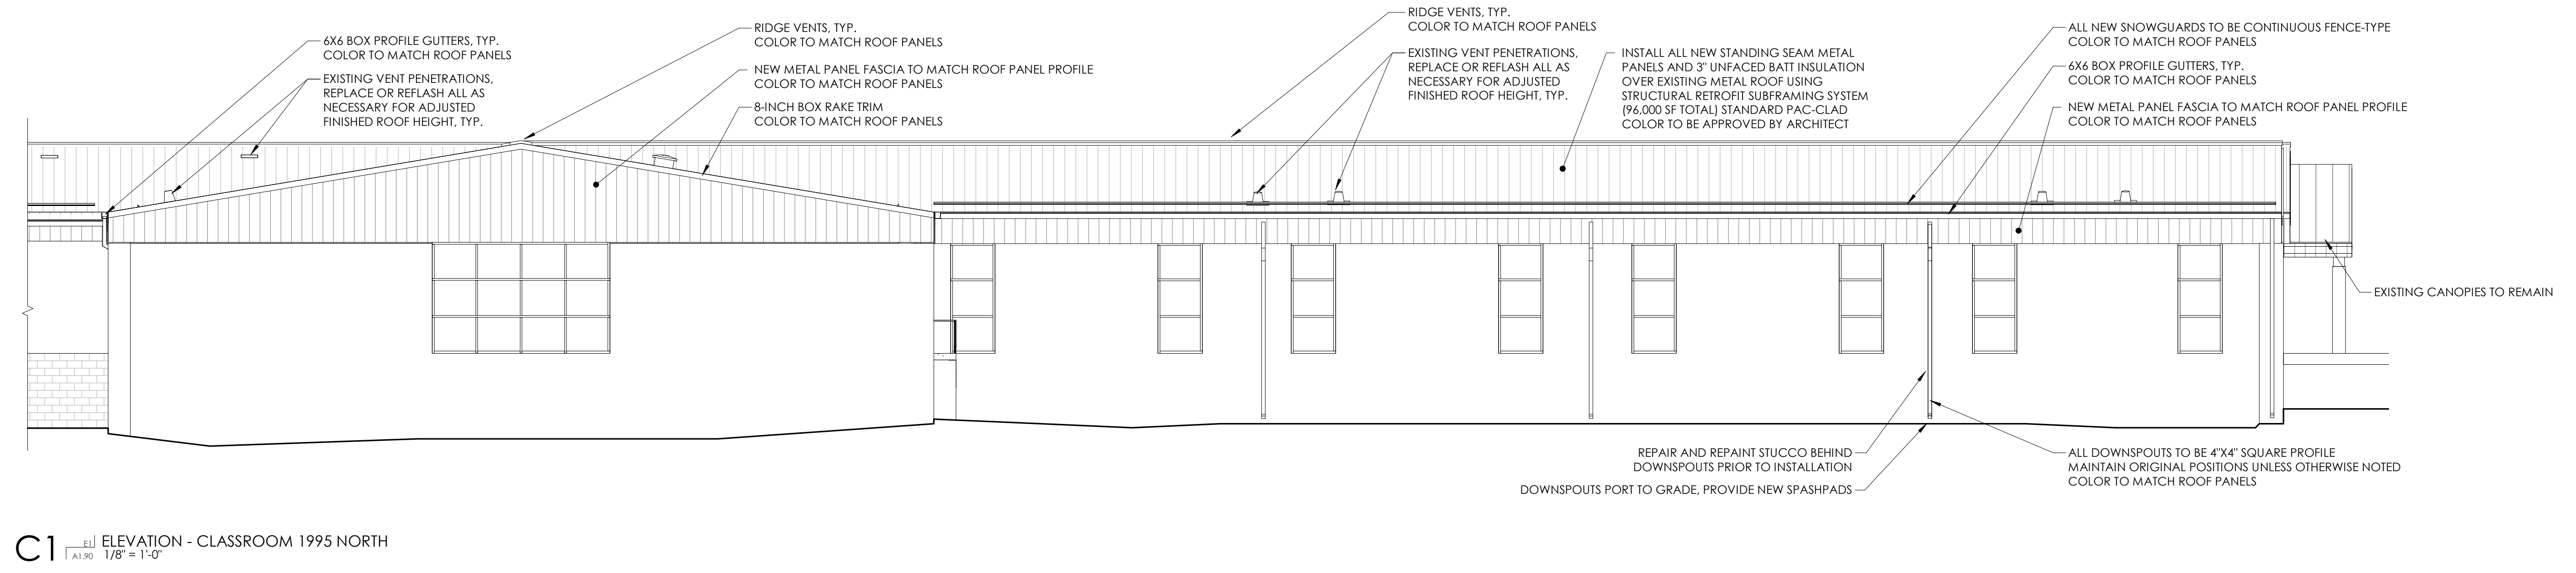 6X6 BOX PROFILE GUTTERS, TYP.
COLOR TO MATCH ROOF PANELS
EXISTING VENT PENETRATIONS,
REPLACE OR REFLASH ALL AS
NECESSARY FOR ADJUSTED
FINISHED ROOF HEIGHT, TYP.
RIDGE VENTS, TYP.
COLOR TO MATCH ROOF PANELS
NEW METAL PANEL FASCIA TO MATCH ROOF PANEL PROFILE
COLOR TO MATCH ROOF PANELS
8-INCH BOX RAKE TRIM
COLOR TO MATCH ROOF PANELS
RIDGE VENTS, TYP.
COLOR TO MATCH ROOF PANELS
EXISTING VENT PENETRATIONS,
REPLACE OR REFLASH ALL AS
NECESSARY FOR ADJUSTED
FINISHED ROOF HEIGHT, TYP.
INSTALL ALL NEW STANDING SEAM METAL
PANELS AND 3" UNFACED BATT INSULATION
OVER EXISTING METAL ROOF USING
STRUCTURAL RETROFIT SUBFRAMING SYSTEM
(96,000 SF TOTAL) STANDARD PAC-CLAD
COLOR TO BE APPROVED BY ARCHITECT
ALL NEW SNOWGUARDS TO BE CONTINUOUS FENCE-TYPE
COLOR TO MATCH ROOF PANELS
6X6 BOX PROFILE GUTTERS, TYP.
COLOR TO MATCH ROOF PANELS
NEW METAL PANEL FASCIA TO MATCH ROOF PANEL PROFILE
COLOR TO MATCH ROOF PANELS
EXISTING CANOPIES TO REMAIN
REPAIR AND REPAINT STUCCO BEHIND
DOWNSPOUTS PRIOR TO INSTALLATION
DOWNSPOUTS PORT TO GRADE, PROVIDE NEW SPASHPADS
ALL DOWNSPOUTS TO BE 4"X4" SQUARE PROFILE
MAINTAIN ORIGINAL POSITIONS UNLESS OTHERWISE NOTED
COLOR TO MATCH ROOF PANELS
C1
E1
A1.90
ELEVATION - CLASSROOM 1995 NORTH
1/8" = 1'-0"